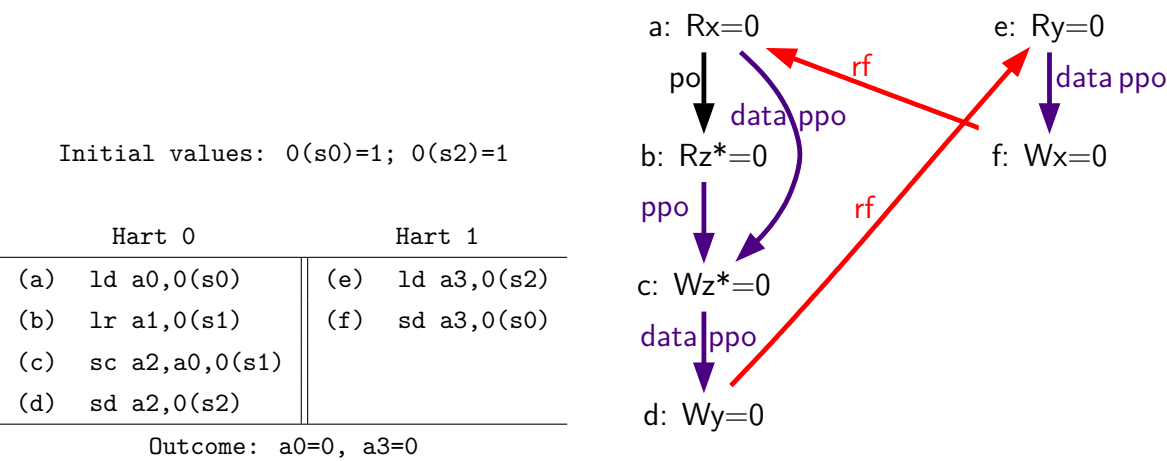 Initial values: 0(s0)=1; 0(s2)=1
Hart 0 Hart 1
(a) ld a0,0(s0) (e) ld a3,0(s2)
(b) lr a1,0(s1) (f) sd a3,0(s0)
(c) sc a2,a0,0(s1)
(d) sd a2,0(s2)
Outcome: a0=0, a3=0
a: Rx=0
po
data ppo
b: Rz*=0
ppo
c: Wz*=0
data ppo
d: Wy=0
rf
rf
e: Ry=0
data ppo
f: Wx=0